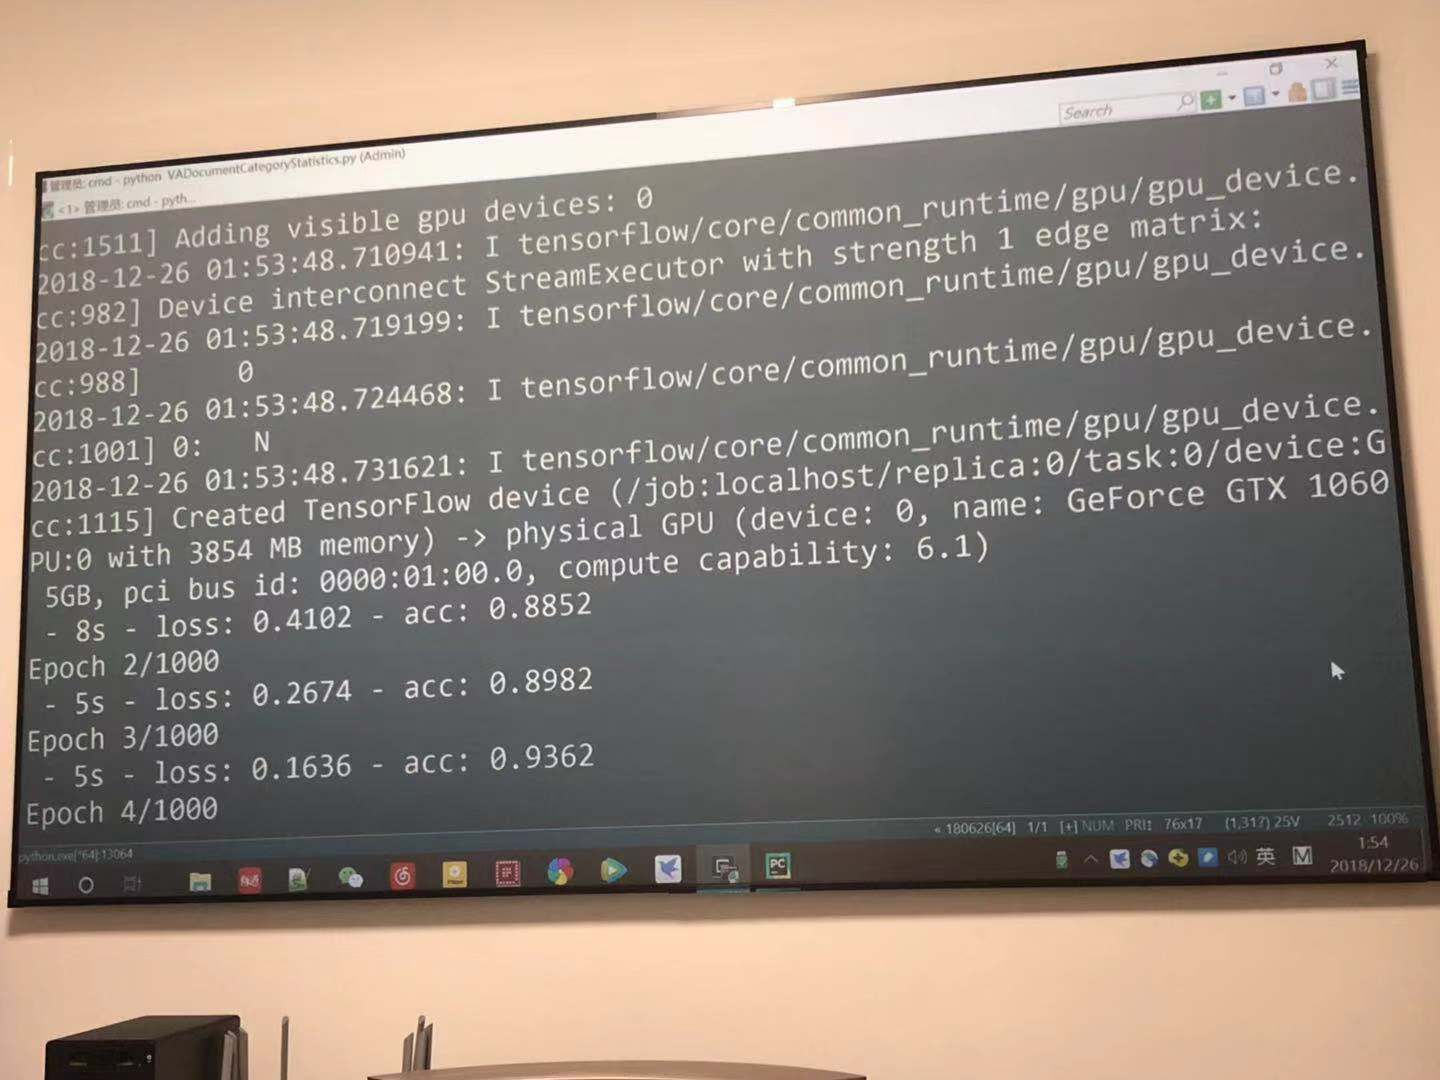 管理员: cmd - python  VADocumentCategoryStatistics.py (Admin)
Search
<1> 管理员: cmd - pyth...
cc:1511] Adding visible gpu devices: 0
2018-12-26 01:53:48.710941: I tensorflow/core/common_runtime/gpu/gpu_device.
cc:982] Device interconnect StreamExecutor with strength 1 edge matrix:
2018-12-26 01:53:48.719199: I tensorflow/core/common_runtime/gpu/gpu_device.
cc:988]      0
2018-12-26 01:53:48.724468: I tensorflow/core/common_runtime/gpu/gpu_device.
cc:1001] 0:   N
2018-12-26 01:53:48.731621: I tensorflow/core/common_runtime/gpu/gpu_device.
cc:1115] Created TensorFlow device (/job:localhost/replica:0/task:0/device:G
PU:0 with 3854 MB memory) -> physical GPU (device: 0, name: GeForce GTX 1060
 5GB, pci bus id: 0000:01:00.0, compute capability: 6.1)
 - 8s - loss: 0.4102 - acc: 0.8852
Epoch 2/1000
 - 5s - loss: 0.2674 - acc: 0.8982
Epoch 3/1000
 - 5s - loss: 0.1636 - acc: 0.9362
Epoch 4/1000
python.exe[*64]:13064
« 180626[64] 1/1 [+] NUM PRI↕ 76x17 (1,317) 25V 2512 100%
PC
英
M
1:54
2018/12/26